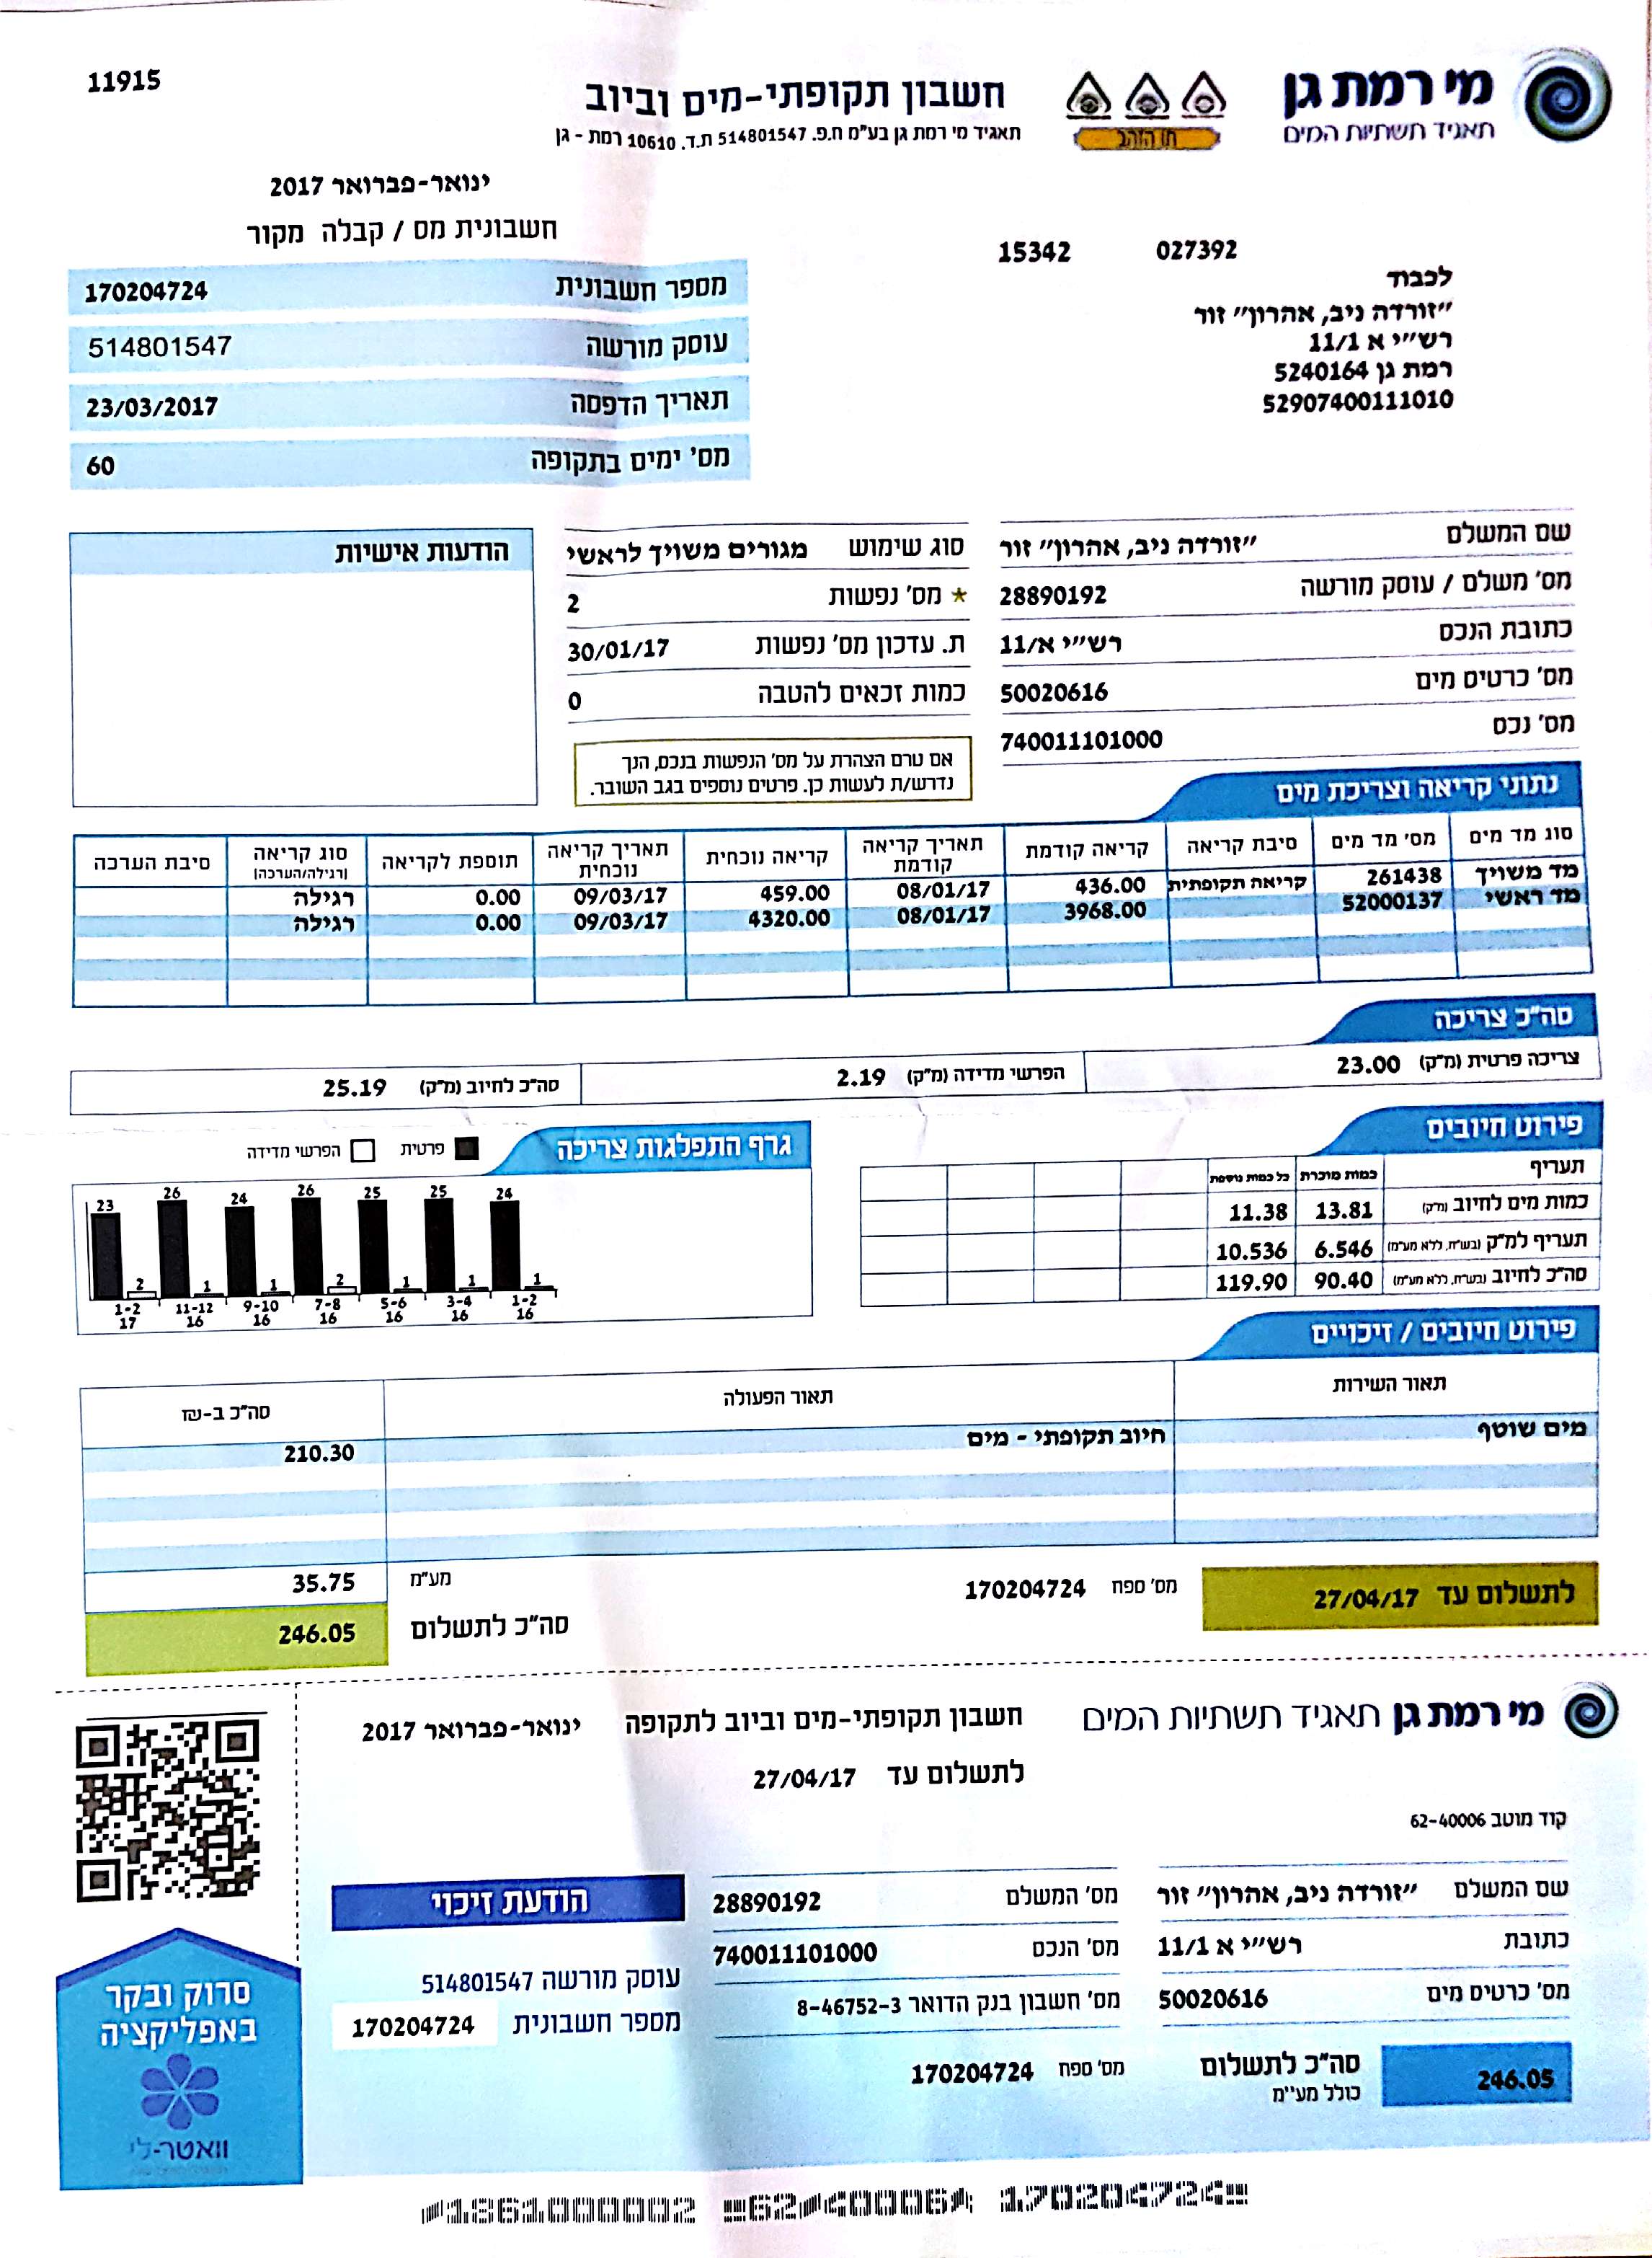 11915
חשבון תקופתי-מים וביוב
תאגיד מי רמת גן בע"מ ח.פ. 514801547 ת.ד. 10610 רמת - גן
תו הזהב
מי רמת גן
תאגיד תשתיות המים
ינואר-פברואר 2017
חשבונית מס / קבלה מקור
מספר חשבונית 170204724
עוסק מורשה 514801547
תאריך הדפסה 23/03/2017
מס' ימים בתקופה 60
027392 15342
לכבוד
"זורדה ניב, אהרון" זור
רש"י א 11/1
רמת גן 5240164
52907400111010
שם המשלם "זורדה ניב, אהרון" זור
מס' משלם / עוסק מורשה 28890192
כתובת הנכס רש"י א/11
מס' כרטיס מים 50020616
מס' נכס 740011101000
סוג שימוש מגורים משויך לראשי
* מס' נפשות 2
ת. עדכון מס' נפשות 30/01/17
כמות זכאים להטבה 0
אם טרם הצהרת על מס' הנפשות בנכס, הנך
נדרש/ת לעשות כן. פרטים נוספים בגב השובר.
הודעות אישיות
נתוני קריאה וצריכת מים
סוג מד מים מס' מד מים סיבת קריאה קריאה קודמת תאריך קריאה קודמת קריאה נוכחית תאריך קריאה נוכחית תוספת לקריאה סוג קריאה (רגילה/הערכה) סיבת הערכה
מד משויך 261438 קריאה תקופתית 436.00 08/01/17 459.00 09/03/17 0.00 רגילה
מד ראשי 52000137 3968.00 08/01/17 4320.00 09/03/17 0.00 רגילה
סה"כ צריכה
צריכה פרטית (מ"ק) 23.00 הפרשי מדידה (מ"ק) 2.19 סה"כ לחיוב (מ"ק) 25.19
פירוט חיובים
תעריף כמות מוכרת כל כמות נוספת
כמות מים לחיוב (מ"ק) 13.81 11.38
תעריף למ"ק (בש"ח, ללא מע"מ) 6.546 10.536
סה"כ לחיוב (בש"ח, ללא מע"מ) 90.40 119.90
גרף התפלגות צריכה
פרטית הפרשי מדידה
23 26 24 26 25 25 24
2 1 1 2 1 1 1
1-2 11-12 9-10 7-8 5-6 3-4 1-2
17 16 16 16 16 16 16
פירוט חיובים / זיכויים
תאור השירות תאור הפעולה סה"כ ב-₪
מים שוטף חיוב תקופתי - מים 210.30
מע"מ 35.75
לתשלום עד 27/04/17 מס' ספח 170204724
סה"כ לתשלום 246.05
מי רמת גן תאגיד תשתיות המים
חשבון תקופתי-מים וביוב לתקופה ינואר-פברואר 2017
לתשלום עד 27/04/17
קוד מוטב 62-40006
שם המשלם "זורדה ניב, אהרון" זור
כתובת רש"י א 11/1
מס' כרטיס מים 50020616
מס' המשלם 28890192
מס' הנכס 740011101000
מס' חשבון בנק הדואר 8-46752-3
הודעת זיכוי
עוסק מורשה 514801547
מספר חשבונית 170204724
סה"כ לתשלום 246.05
כולל מע"מ
מס' ספח 170204724
סרוק ובקר
באפליקציה
וואטר-לי